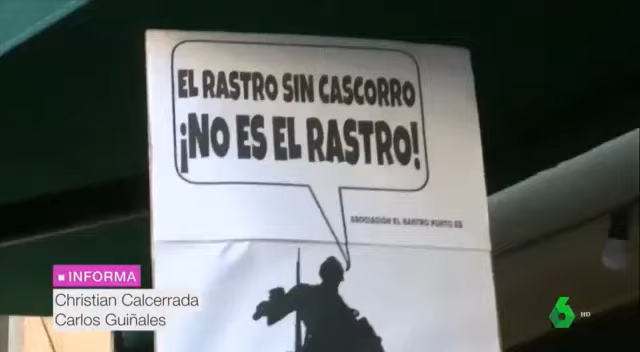 EL RASTRO SIN CASCORRO
¡NO ES EL RASTRO!
ASOCIACIÓN EL RASTRO PUNTO ES
INFORMA
Christian Calcerrada
Carlos Guiñales
6 HD